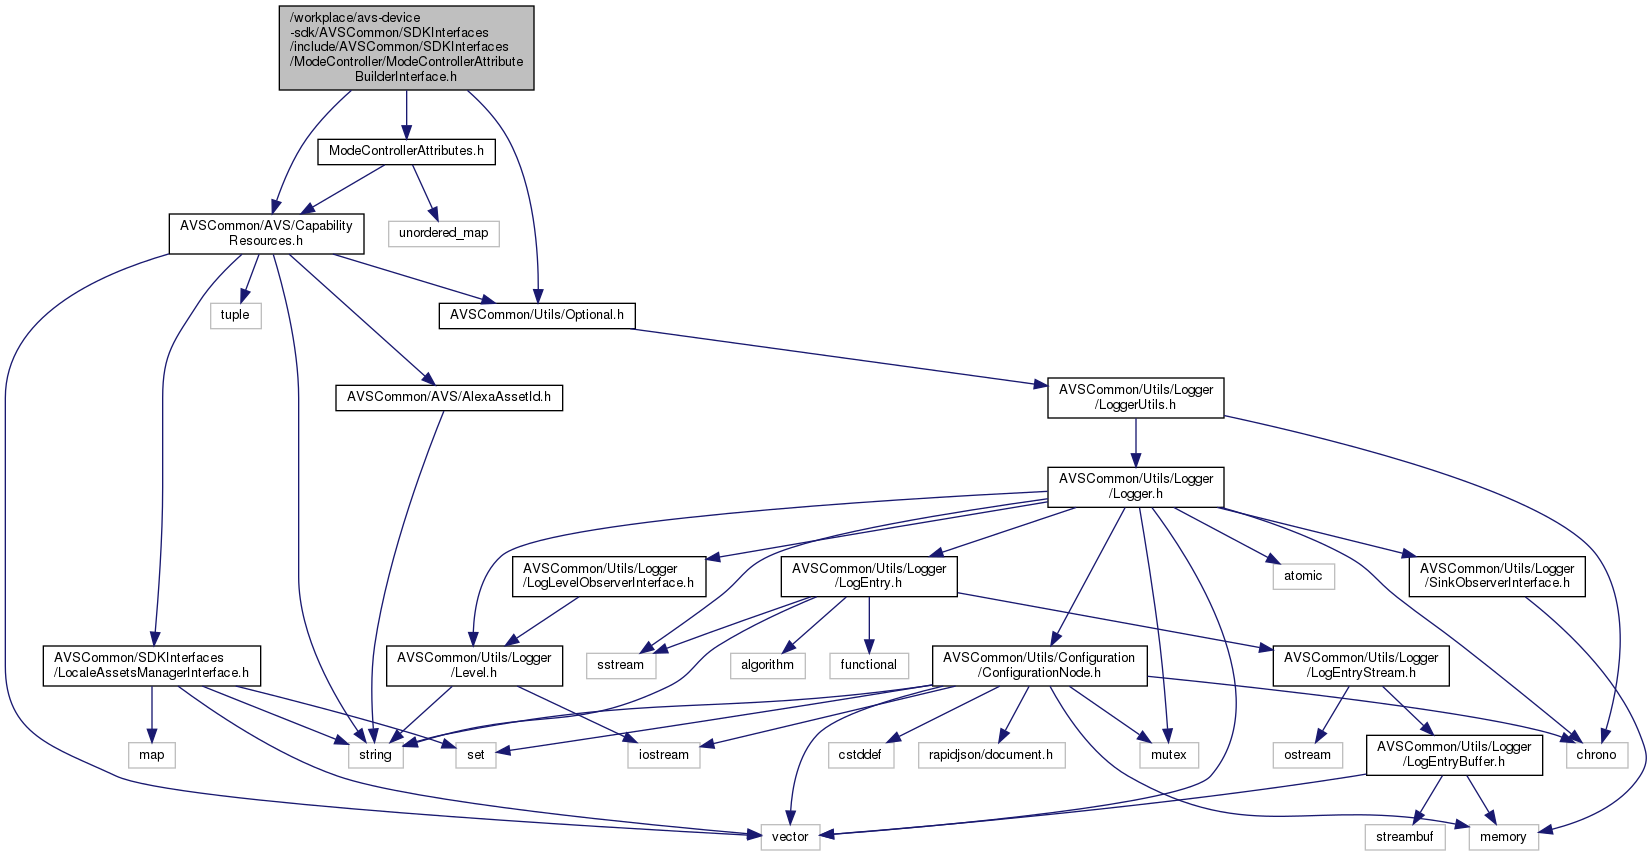 /workplace/avs-device
-sdk/AVSCommon/SDKInterfaces
/include/AVSCommon/SDKInterfaces
/ModeController/ModeControllerAttribute
BuilderInterface.h
ModeControllerAttributes.h
AVSCommon/AVS/Capability
Resources.h
unordered_map
tuple
AVSCommon/Utils/Optional.h
AVSCommon/AVS/AlexaAssetId.h
AVSCommon/Utils/Logger
/LoggerUtils.h
AVSCommon/Utils/Logger
/Logger.h
AVSCommon/Utils/Logger
/LogLevelObserverInterface.h
AVSCommon/Utils/Logger
/LogEntry.h
atomic
AVSCommon/Utils/Logger
/SinkObserverInterface.h
AVSCommon/SDKInterfaces
/LocaleAssetsManagerInterface.h
AVSCommon/Utils/Logger
/Level.h
sstream
algorithm
functional
AVSCommon/Utils/Configuration
/ConfigurationNode.h
AVSCommon/Utils/Logger
/LogEntryStream.h
map
string
set
iostream
cstddef
rapidjson/document.h
mutex
ostream
AVSCommon/Utils/Logger
/LogEntryBuffer.h
chrono
vector
streambuf
memory